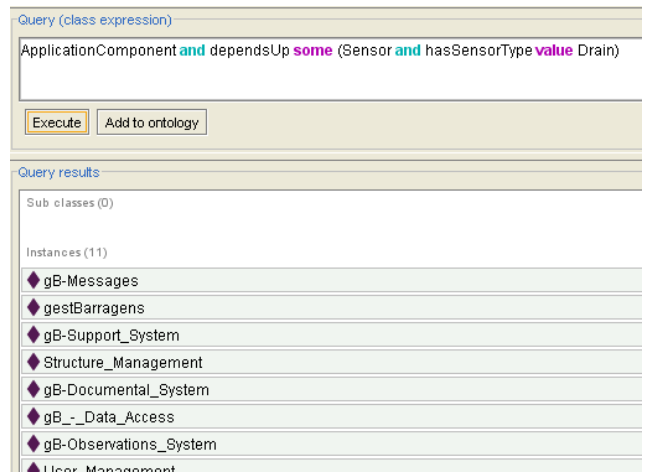 Query (class expression)
ApplicationComponent and dependsUp some (Sensor and hasSensorType value Drain)
Execute Add to ontology
Query results
Sub classes (0)
Instances (11)
gB-Messages
gestBarragens
gB-Support_System
Structure_Management
gB-Documental_System
gB_-_Data_Access
gB-Observations_System
User_Management